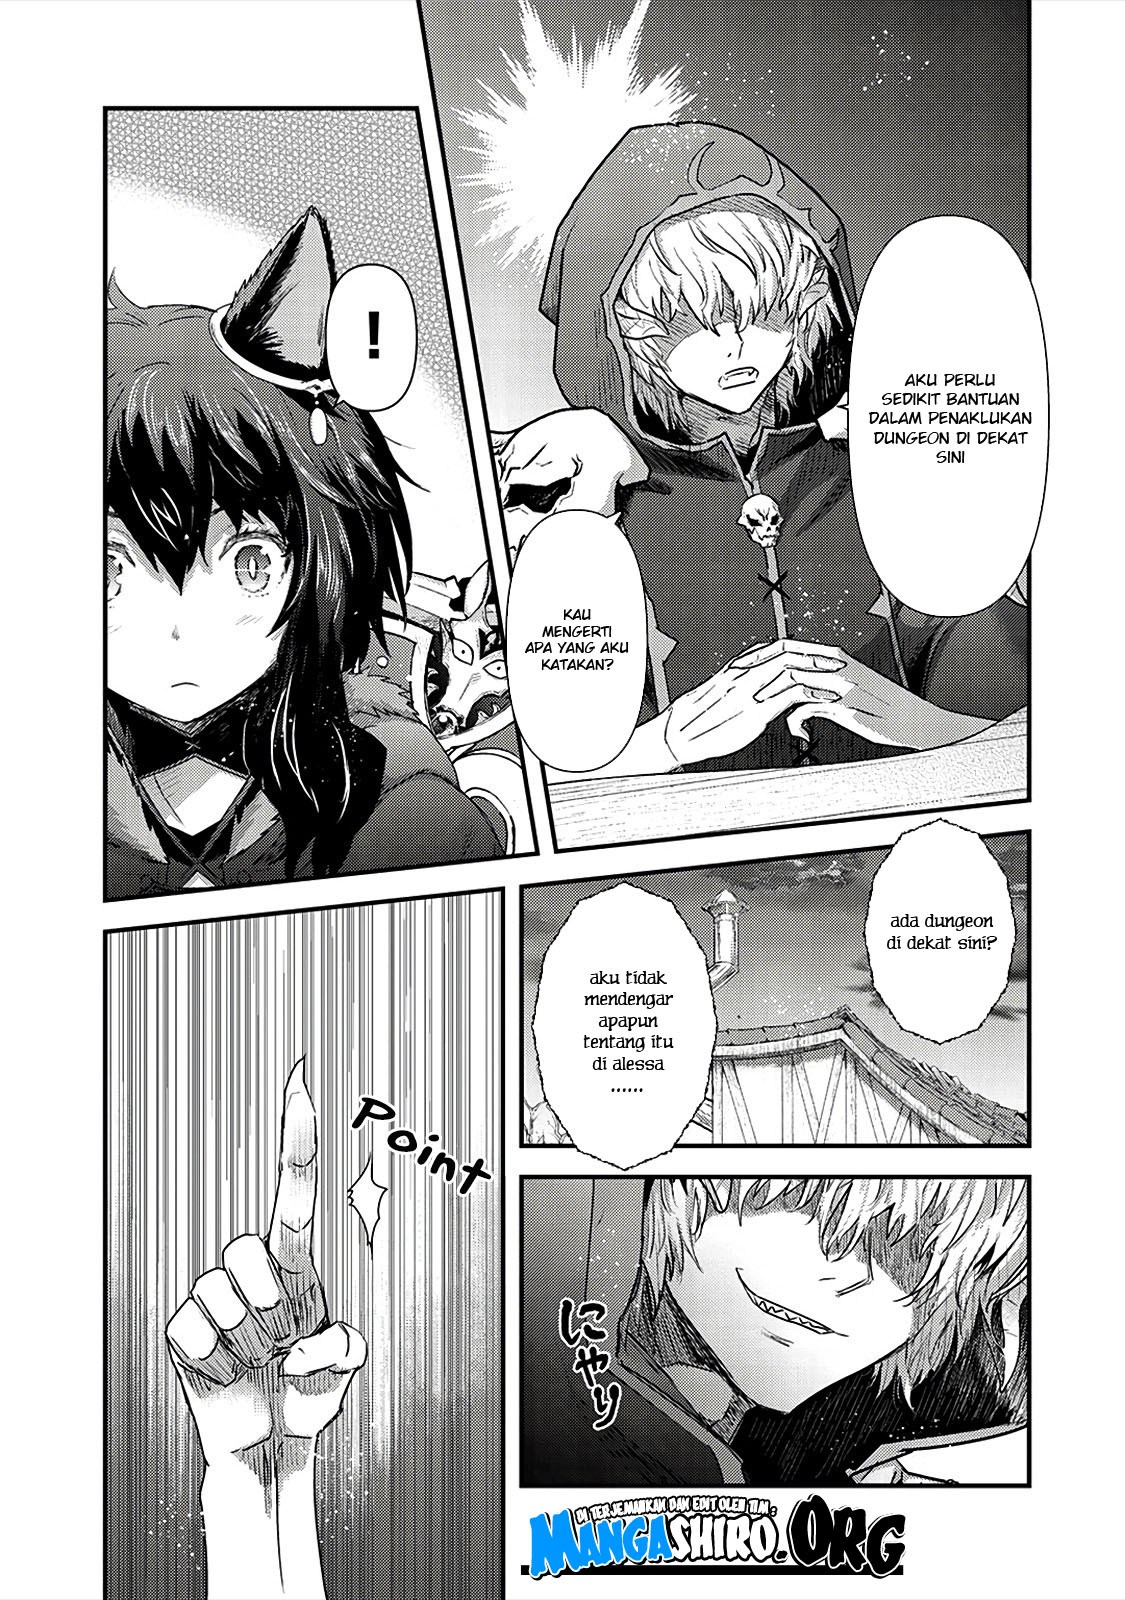 AKU PERLU
SEDIKIT BANTUAN
DALAM PENAKLUKAN
DUNGEON DI DEKAT
SINI
KAU
MENGERTI
APA YANG AKU
KATAKAN?
!
ada dungeon
di dekat sini?
aku tidak
mendengar
apapun
tentang itu
di alessa
......
にやり
Point
DI TERJEMAHKAN DAN EDIT OLEH TIM :
MANGASHIRO.ORG